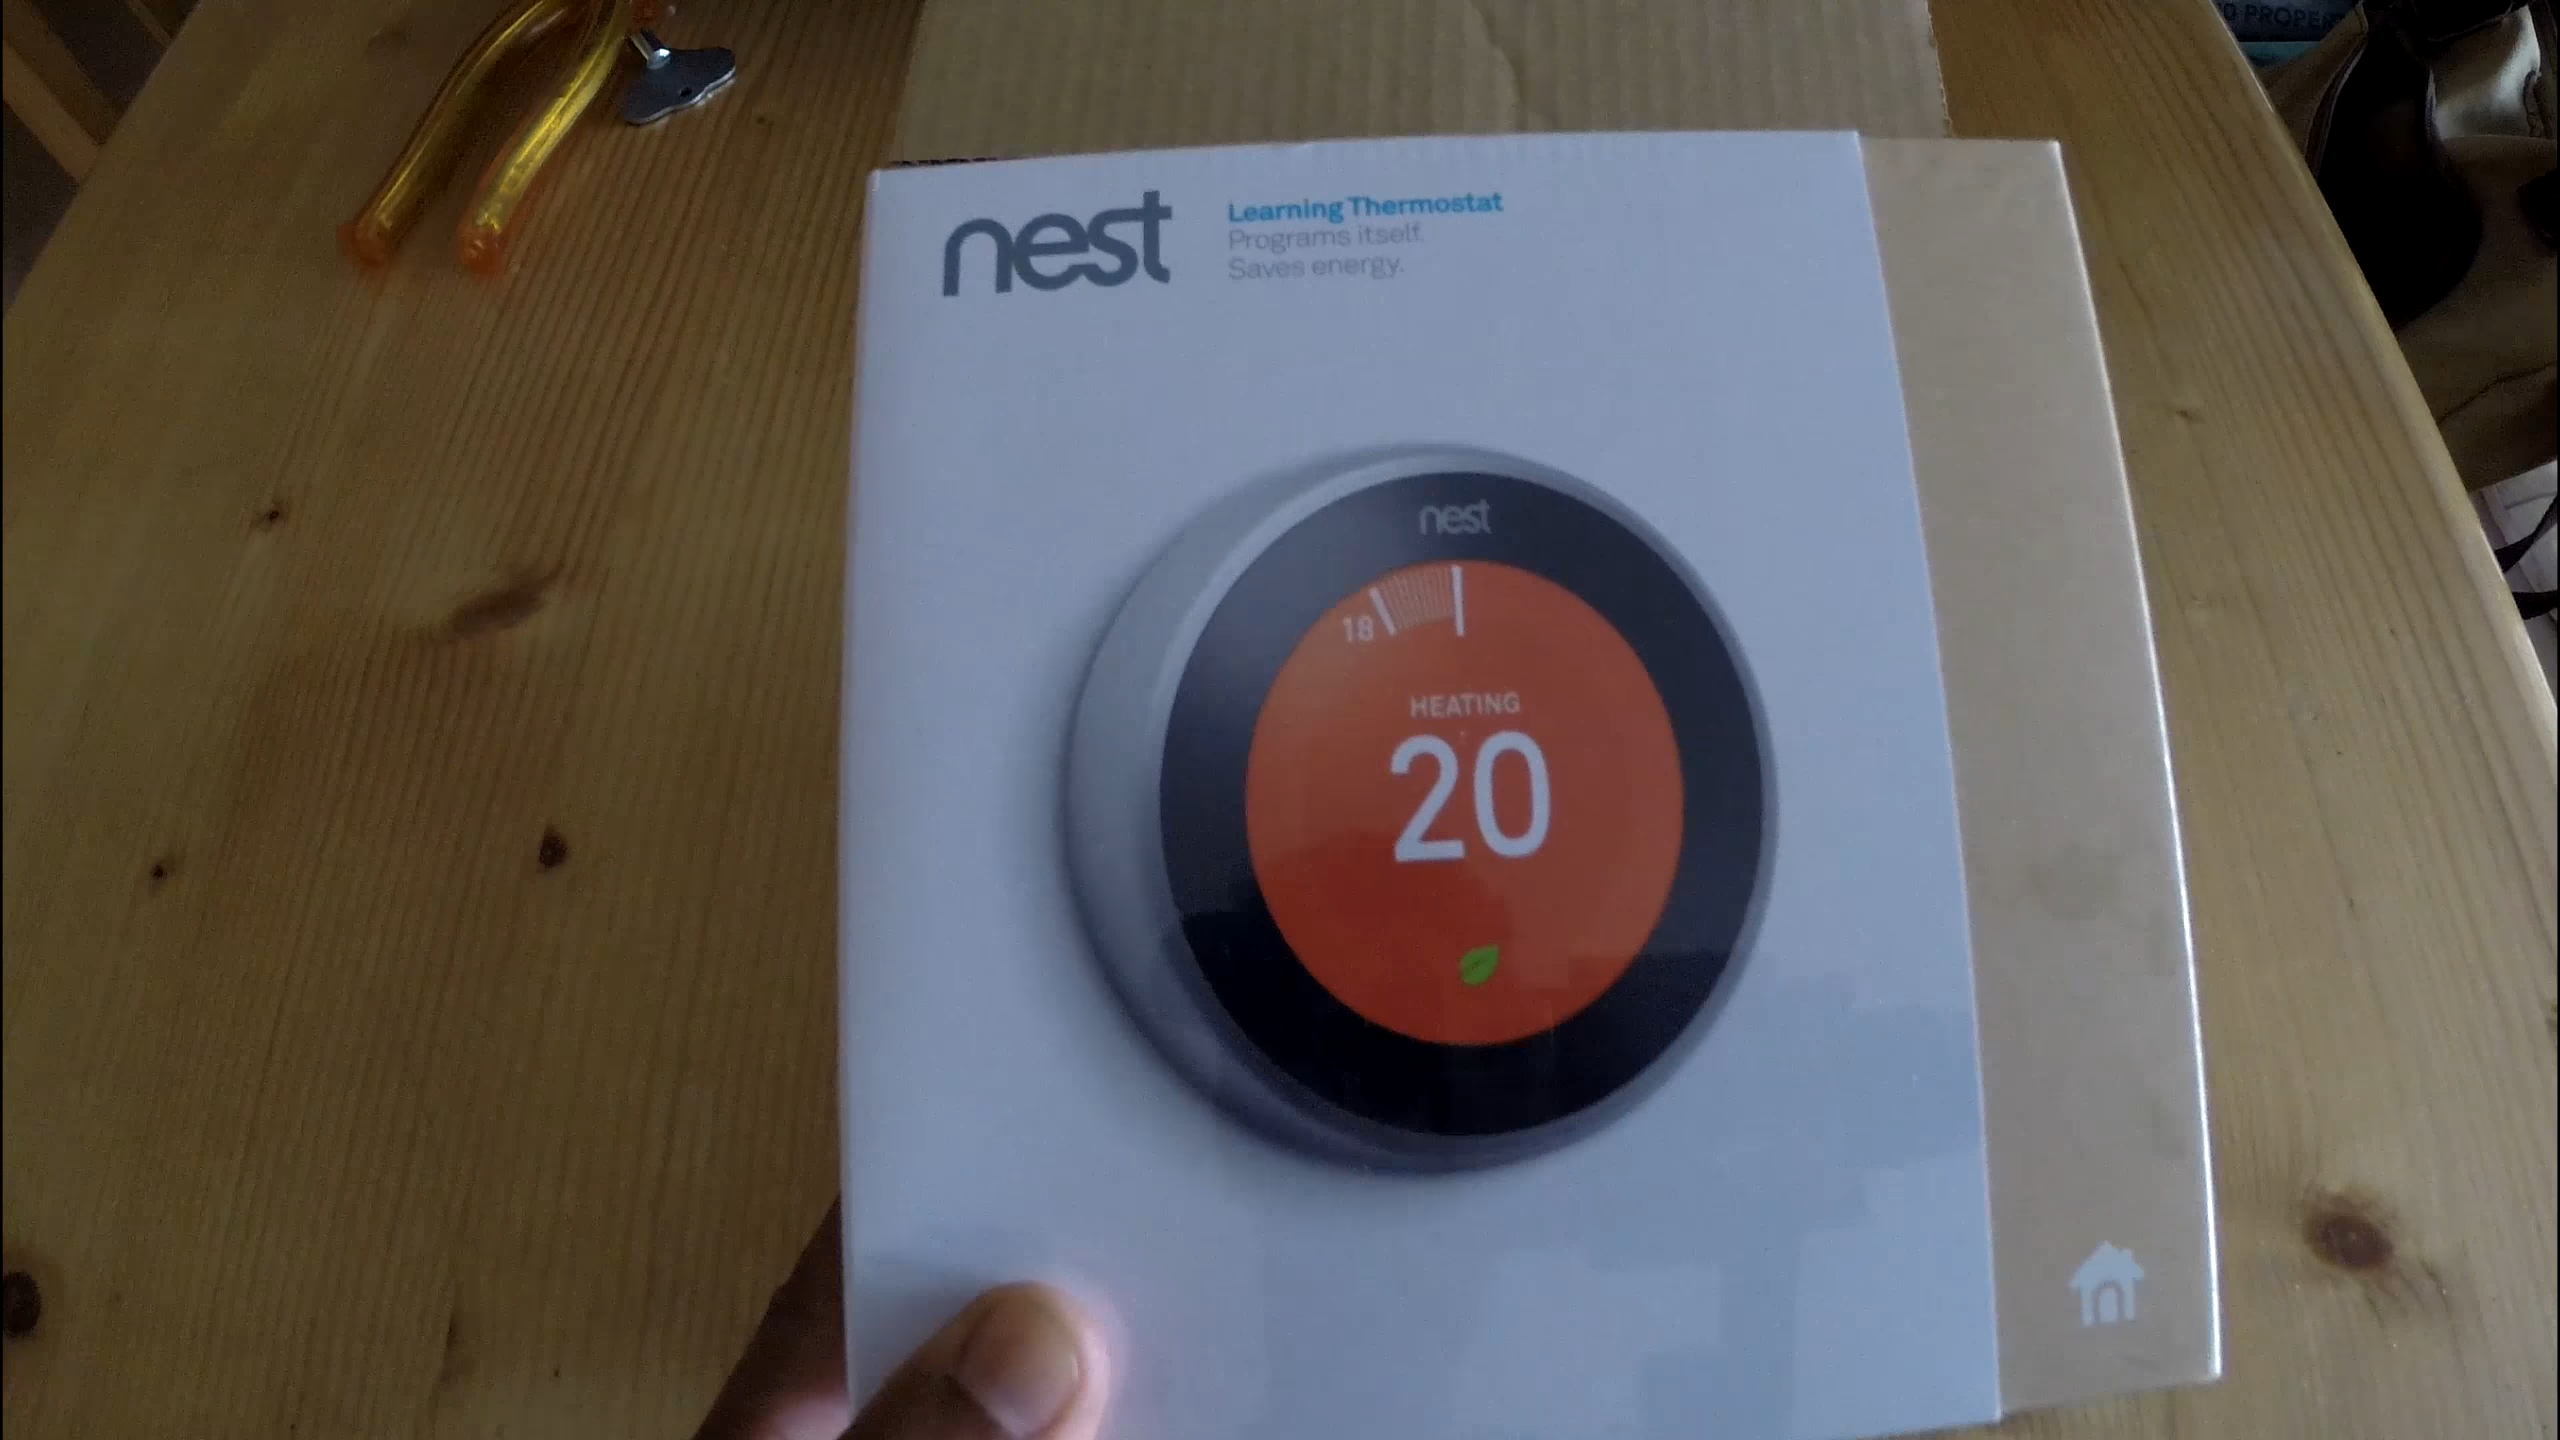 nest
Learning Thermostat
Programs itself.
Saves energy.
nest
18
HEATING
20